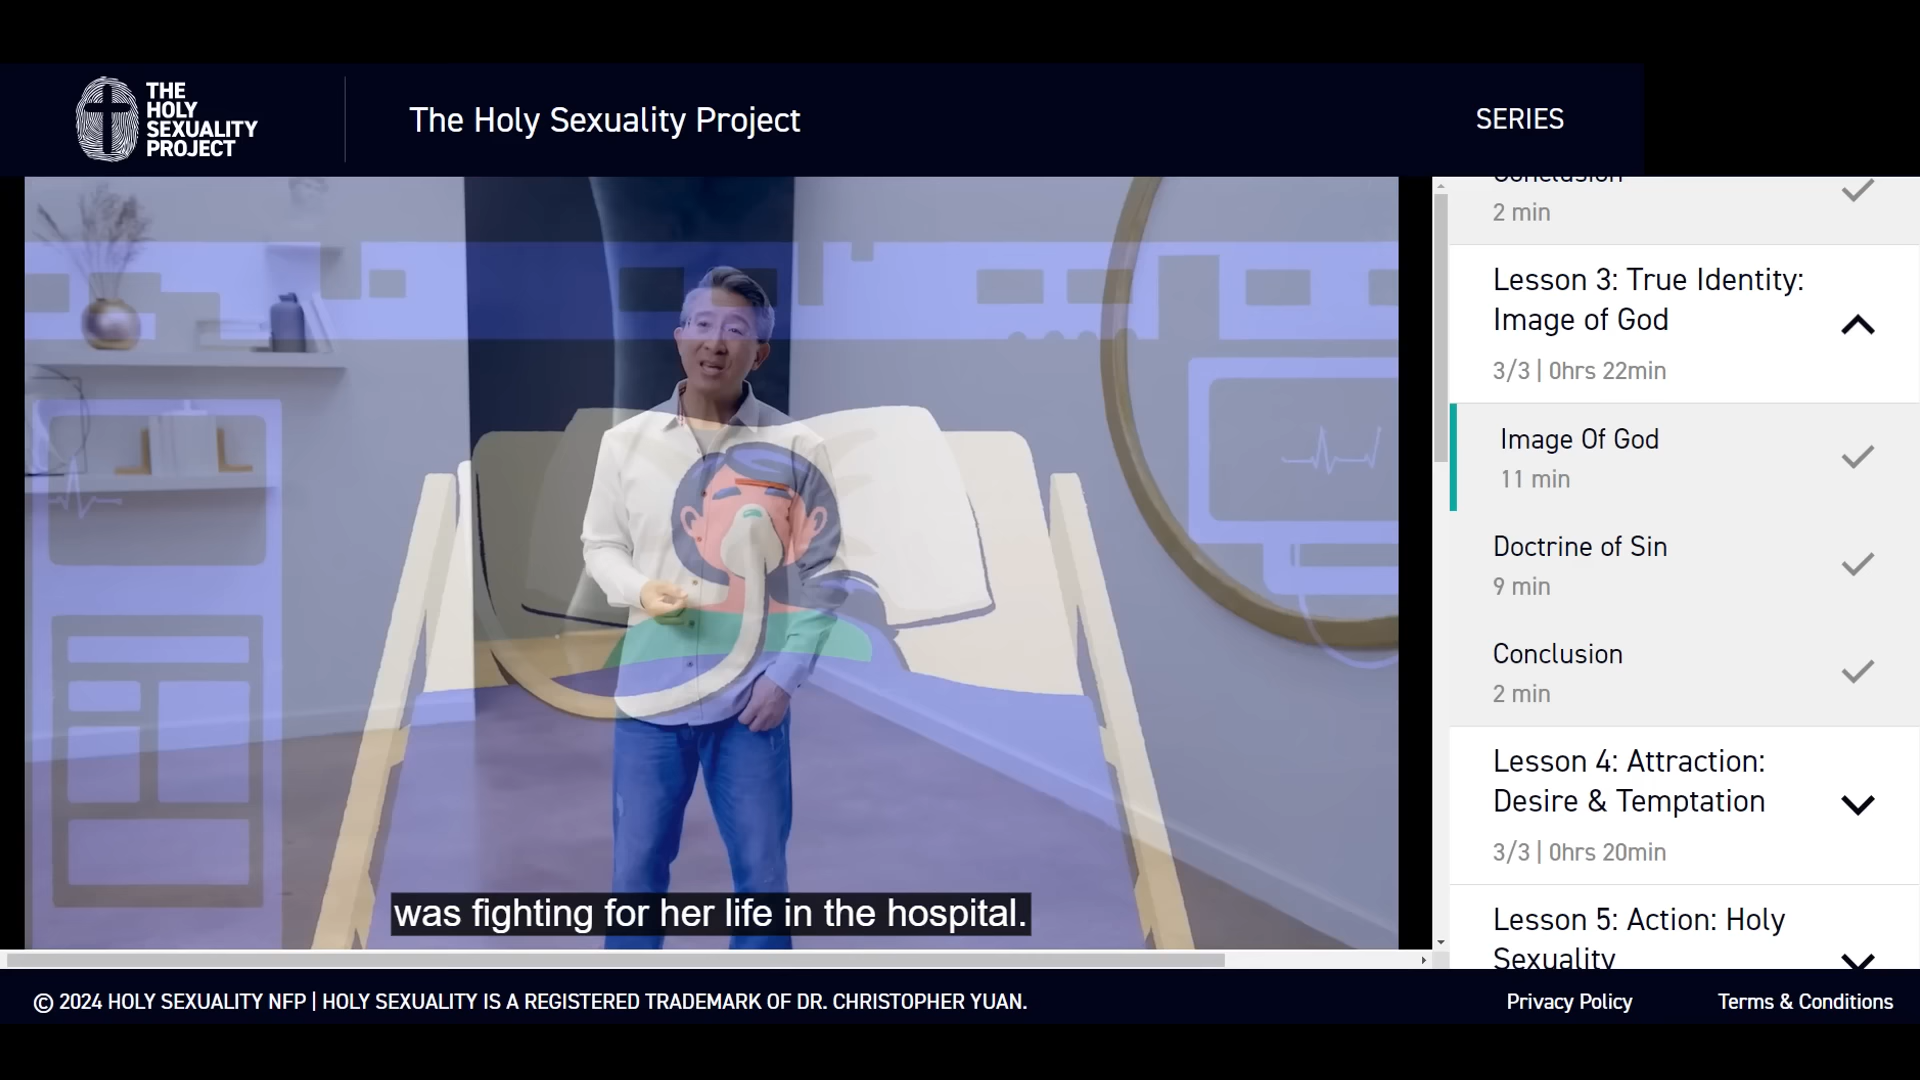 THE
HOLY
SEXUALITY
PROJECT
The Holy Sexuality Project
SERIES
Conclusion
2 min
Lesson 3: True Identity:
Image of God
3/3 | 0hrs 22min
Image Of God
11 min
Doctrine of Sin
9 min
Conclusion
2 min
Lesson 4: Attraction:
Desire & Temptation
3/3 | 0hrs 20min
Lesson 5: Action: Holy
Sexuality
was fighting for her life in the hospital.
© 2024 HOLY SEXUALITY NFP | HOLY SEXUALITY IS A REGISTERED TRADEMARK OF DR. CHRISTOPHER YUAN.
Privacy Policy
Terms & Conditions